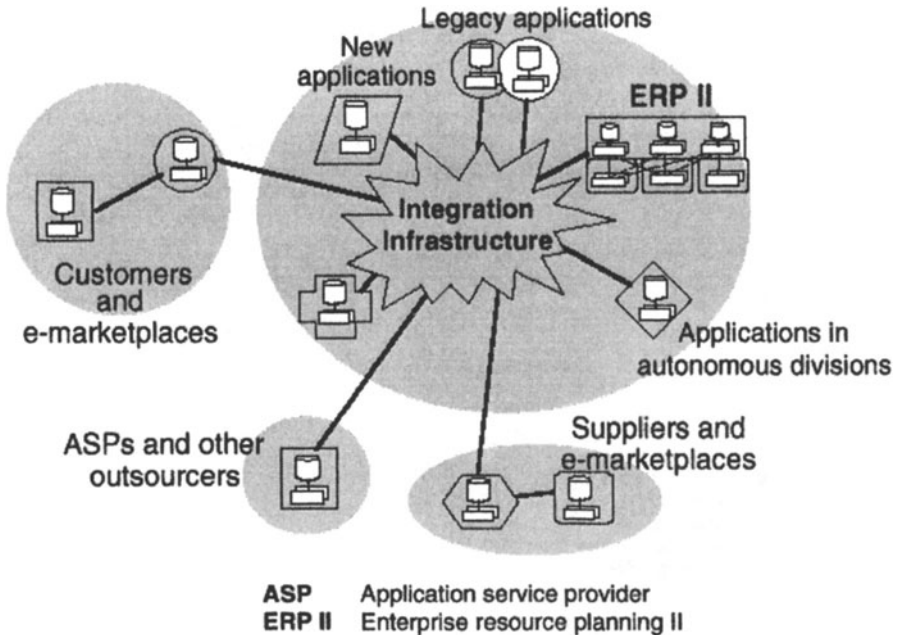 Legacy applications
New
applications
ERP II
Integration
Infrastructure
Customers
and
e-marketplaces
Applications in
autonomous divisions
ASPs and other
outsourcers
Suppliers and
e-marketplaces
ASP Application service provider
ERP II Enterprise resource planning II